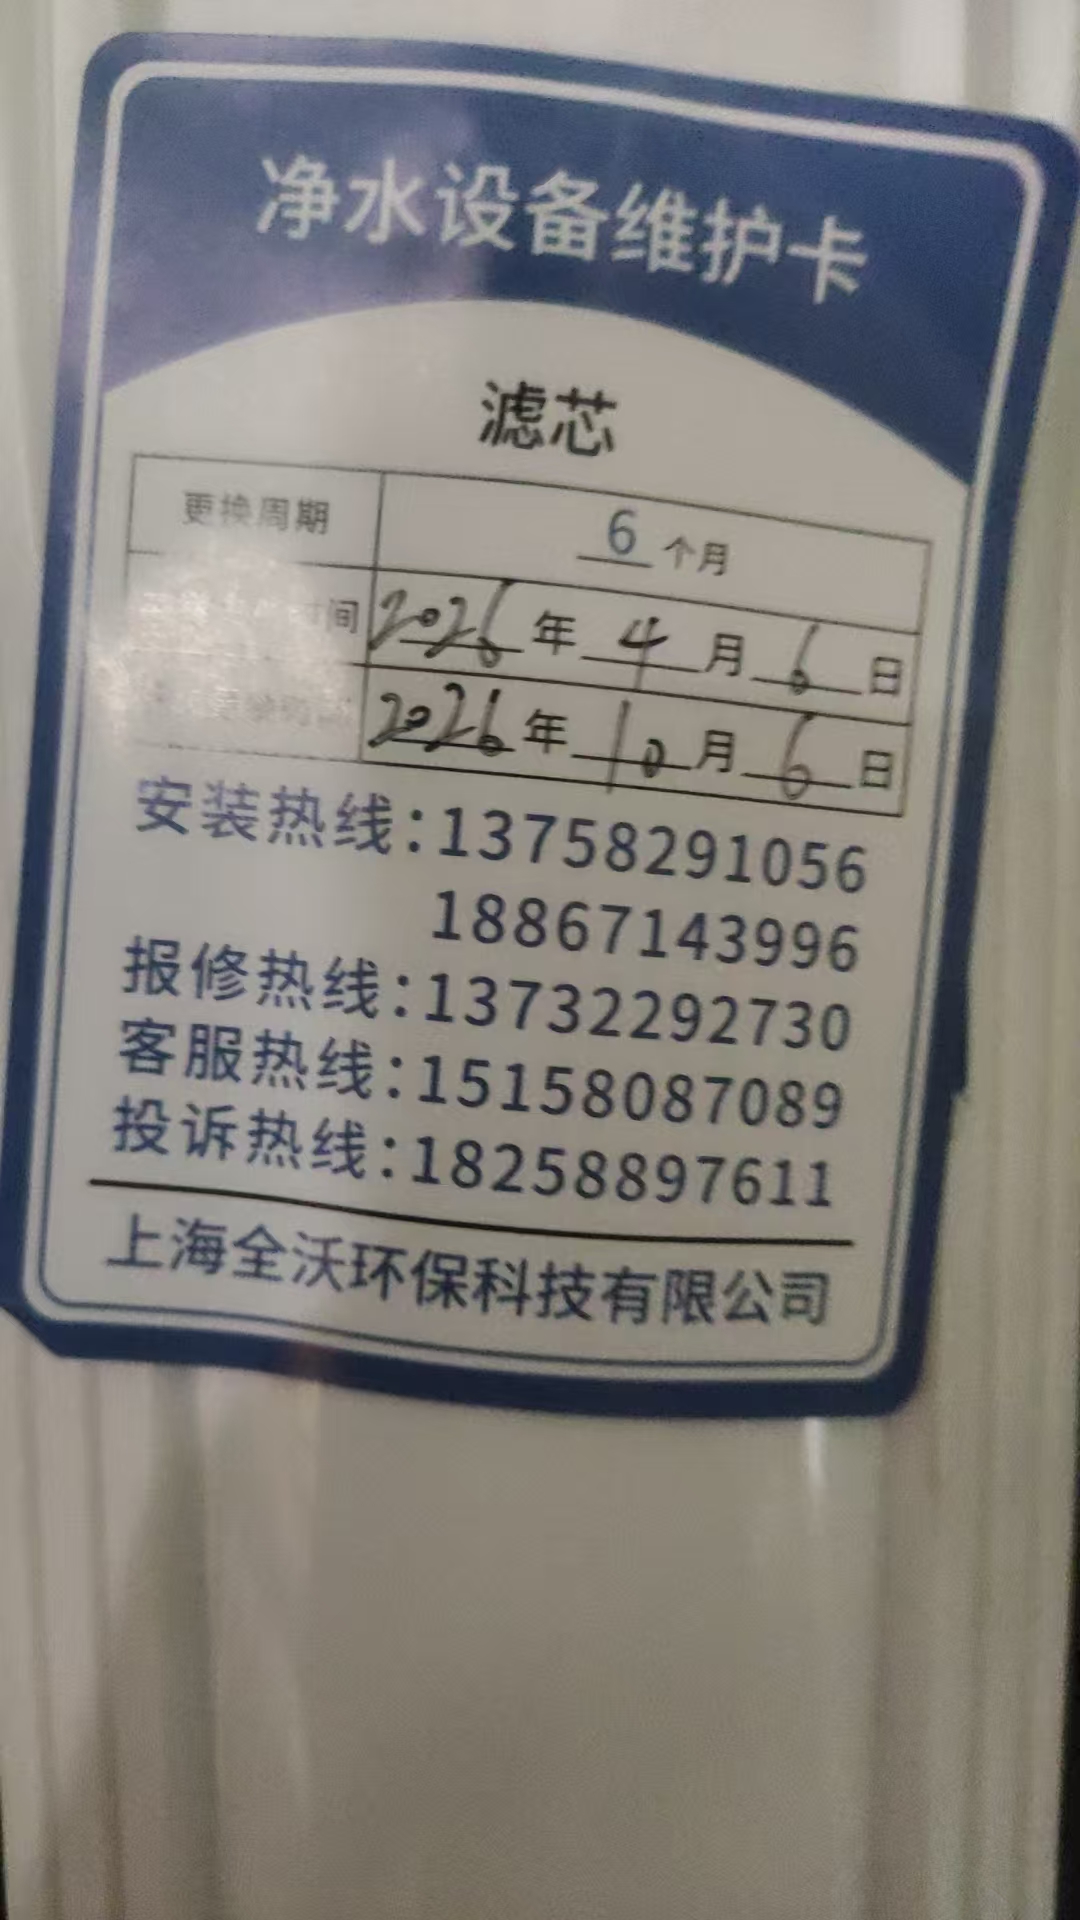 净水设备维护卡
滤芯
更换周期 6 个月
时间 2026 年 4 月 6 日
2026 年 10 月 6 日
安装热线:13758291056
18867143996
报修热线:13732292730
客服热线:15158087089
投诉热线:18258897611
上海全沃环保科技有限公司